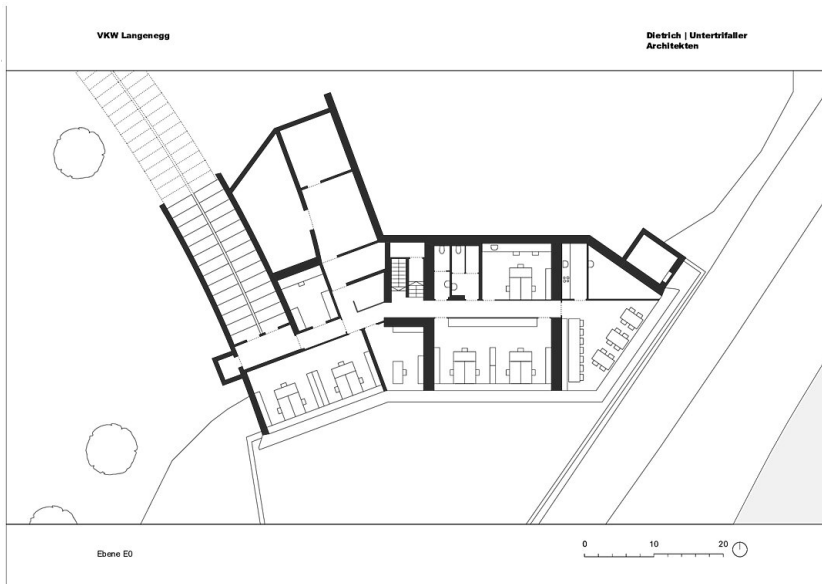 VKW Langenegg
Dietrich | Untertrifaller
Architekten
Ebene E0
0 10 20